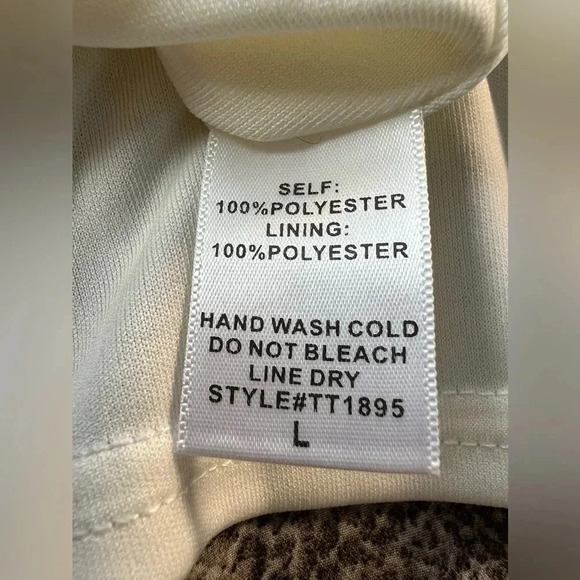 SELF:
100%POLYESTER
LINING:
100%POLYESTER
HAND WASH COLD
DO NOT BLEACH
LINE DRY
STYLE#TT1895
L